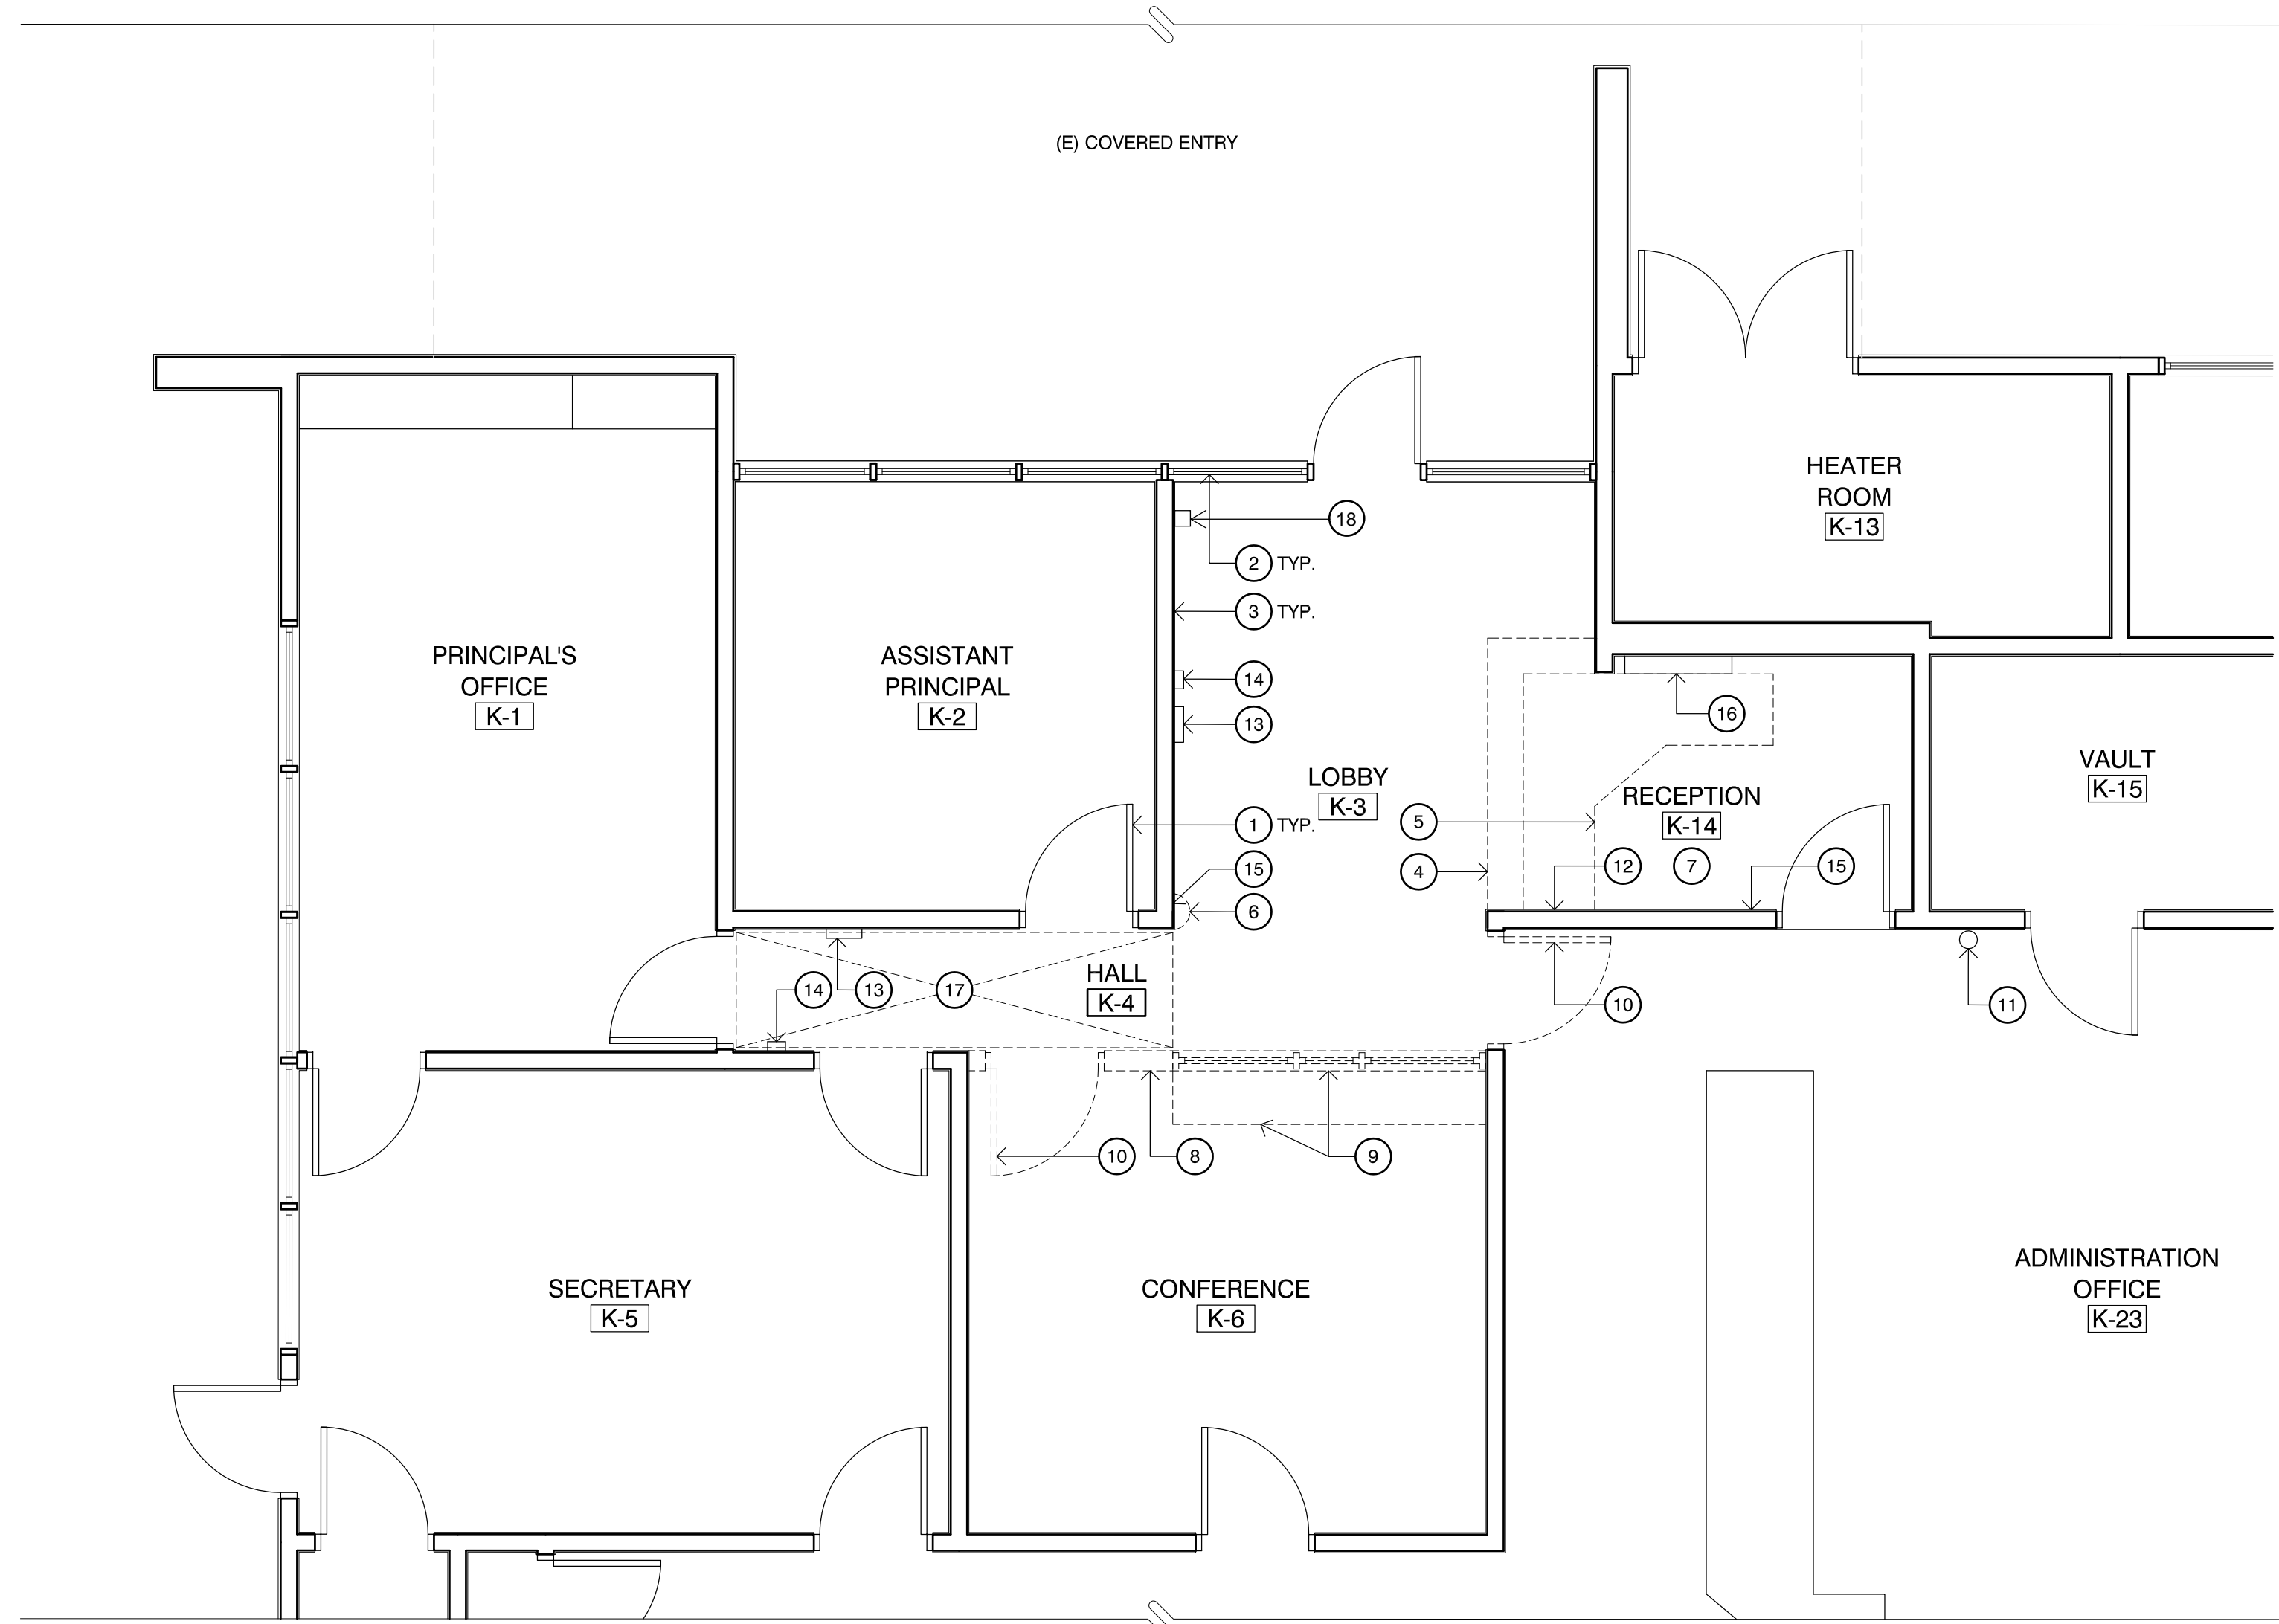 (E) COVERED ENTRY
HEATER
ROOM
K-13
18
2 TYP.
3 TYP.
PRINCIPAL'S
OFFICE
K-1
ASSISTANT
PRINCIPAL
K-2
14
13
16
LOBBY
K-3
VAULT
K-15
RECEPTION
K-14
1 TYP.
5
4
15
6
12
7
15
HALL
K-4
14
13
17
10
11
10
8
9
SECRETARY
K-5
CONFERENCE
K-6
ADMINISTRATION
OFFICE
K-23